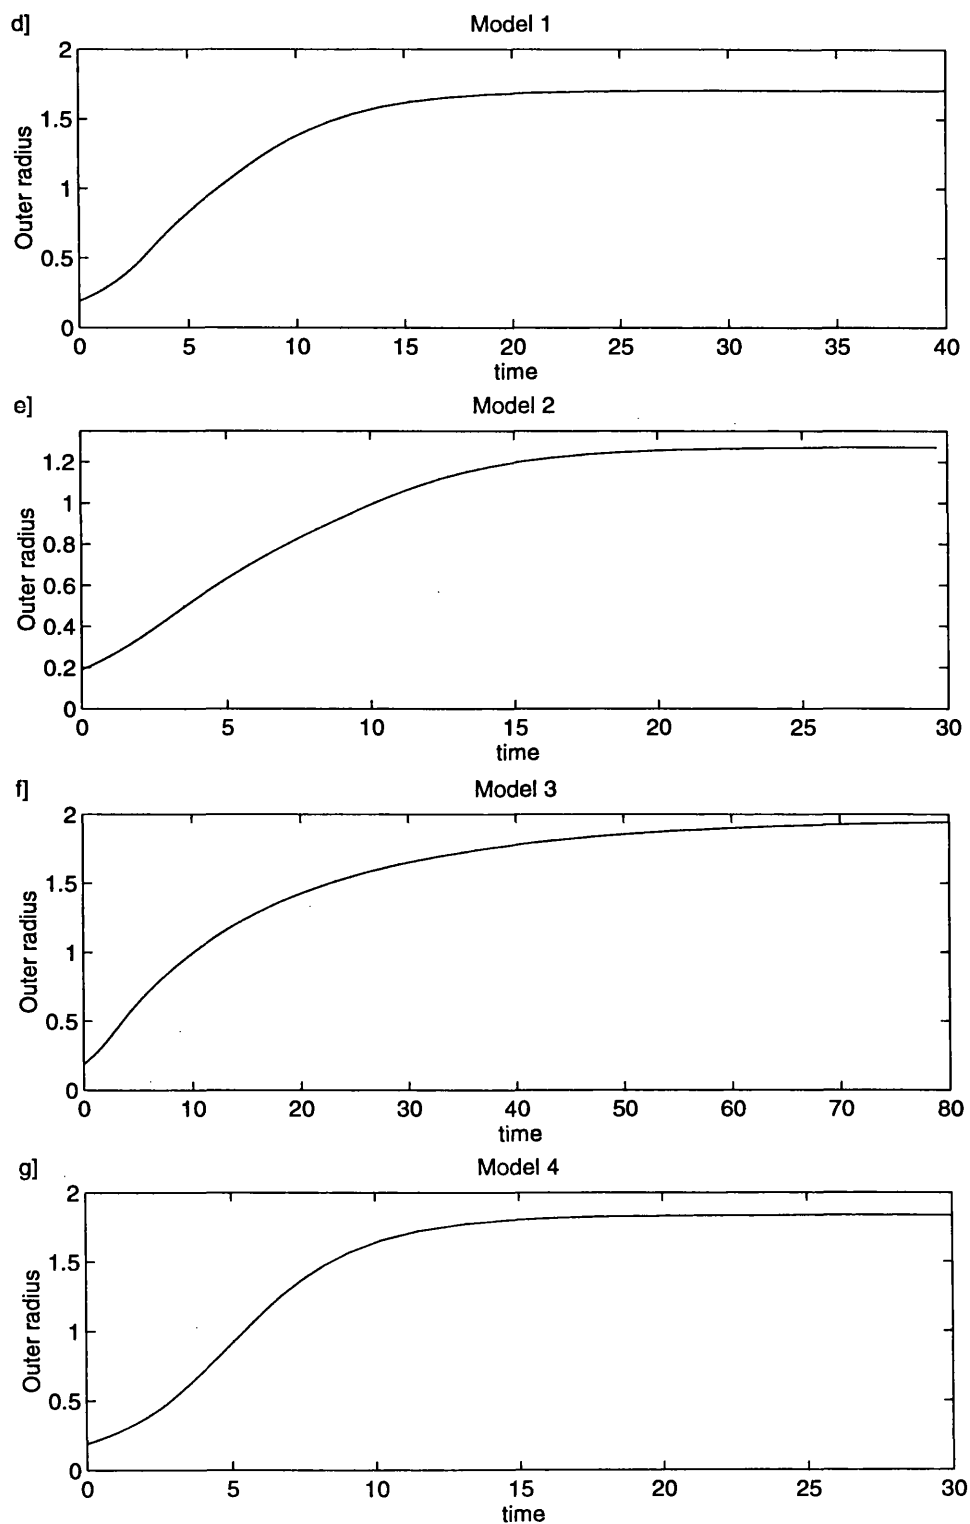 d]
Model 1
2
1.5
1
0.5
0
Outer radius
0 5 10 15 20 25 30 35 40
time
e]
Model 2
1.2
1
0.8
0.6
0.4
0.2
0
Outer radius
0 5 10 15 20 25 30
time
f]
Model 3
2
1.5
1
0.5
0
Outer radius
0 10 20 30 40 50 60 70 80
time
g]
Model 4
2
1.5
1
0.5
0
Outer radius
0 5 10 15 20 25 30
time